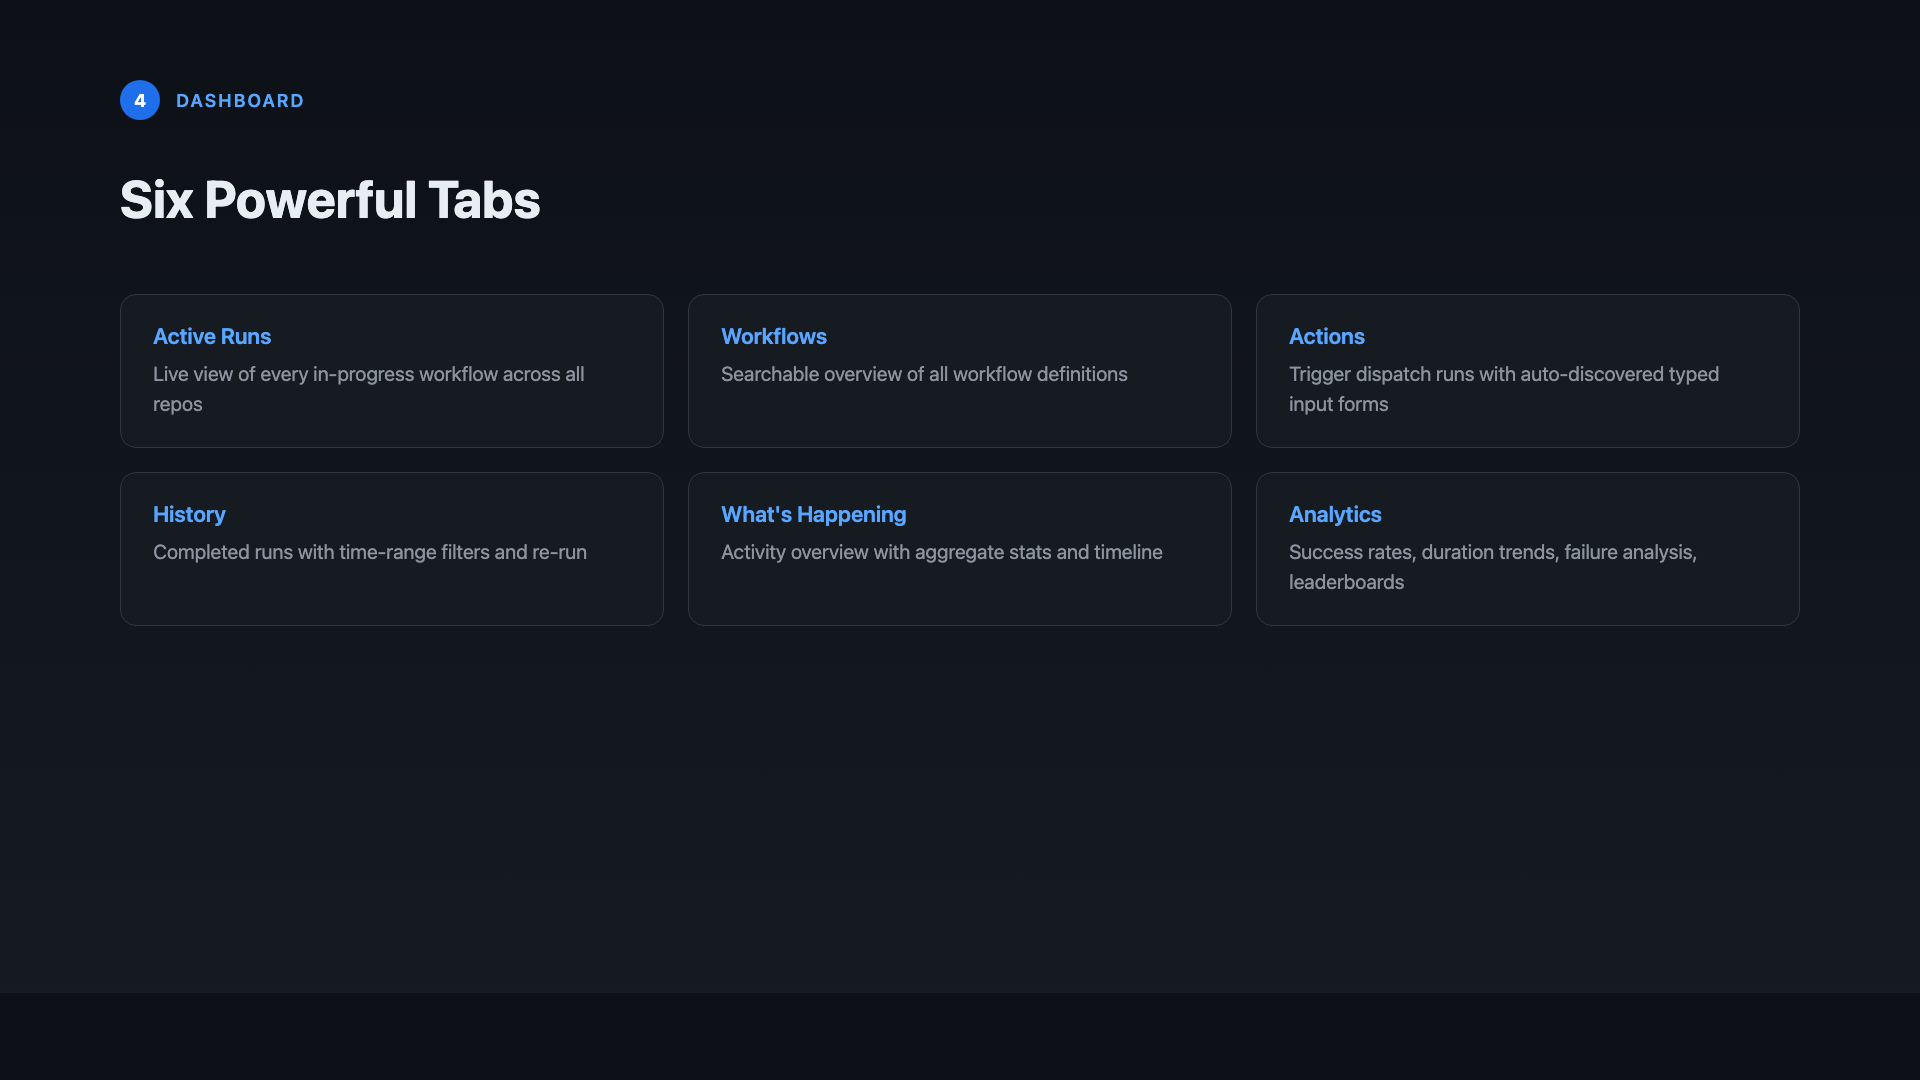 4 DASHBOARD
Six Powerful Tabs
Active Runs
Live view of every in-progress workflow across all
repos
Workflows
Searchable overview of all workflow definitions
Actions
Trigger dispatch runs with auto-discovered typed
input forms
History
Completed runs with time-range filters and re-run
What's Happening
Activity overview with aggregate stats and timeline
Analytics
Success rates, duration trends, failure analysis,
leaderboards